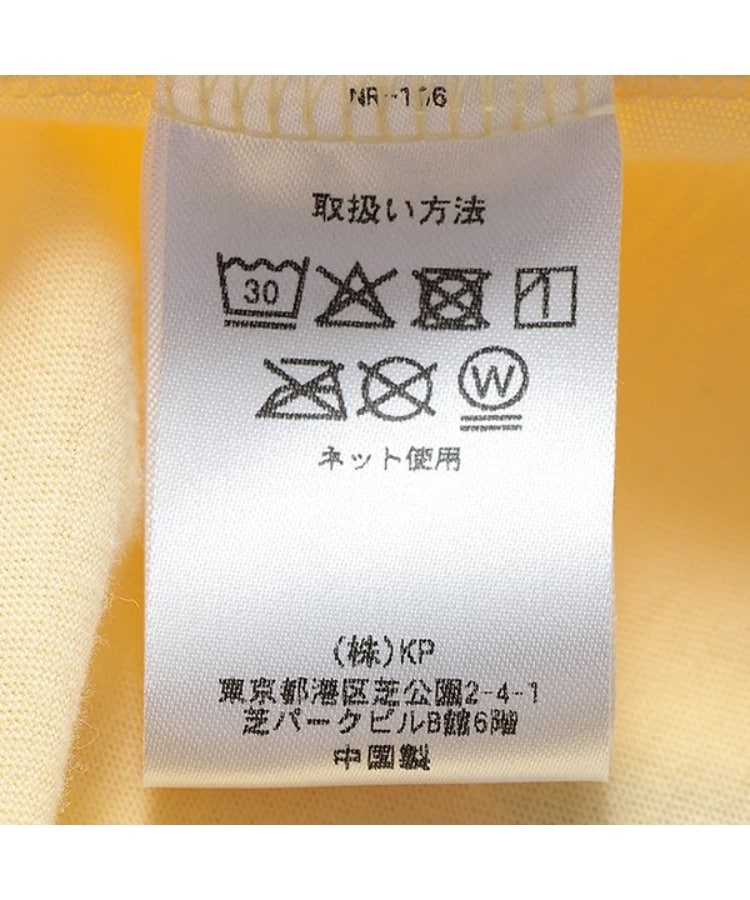 NR-116
取扱い方法
30
W
ネット使用
(株)KP
東京都港区芝公園2-4-1
芝パークビルB館6階
中国製